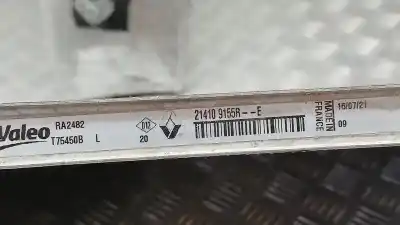 Valeo
RA2482
T75450B L
20
21410 9155R--E
MADE IN
FRANCE
16/07/21
09